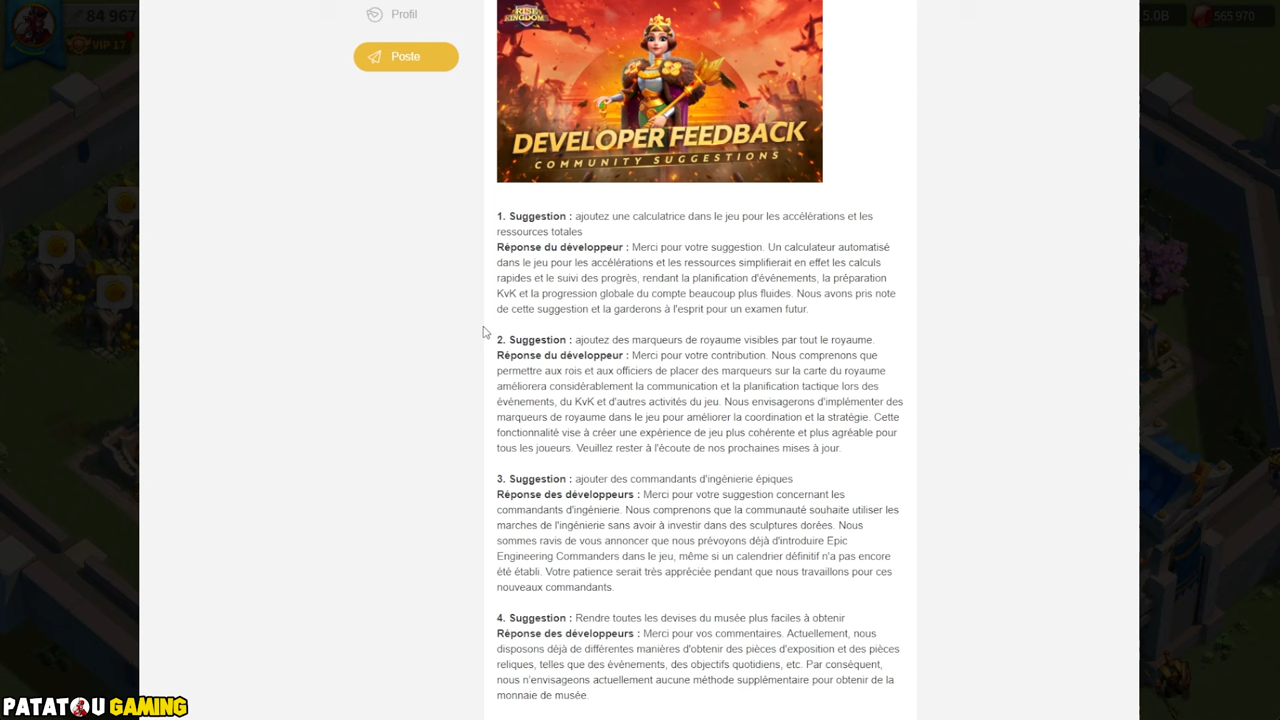 84 967
VIP 17
Profil
Poste
5.0B
565 970
RISE
KINGDOM
DEVELOPER FEEDBACK
COMMUNITY SUGGESTIONS
1. Suggestion : ajoutez une calculatrice dans le jeu pour les accélérations et les
ressources totales
Réponse du développeur : Merci pour votre suggestion. Un calculateur automatisé
dans le jeu pour les accélérations et les ressources simplifierait en effet les calculs
rapides et le suivi des progrès, rendant la planification d'événements, la préparation
KvK et la progression globale du compte beaucoup plus fluides. Nous avons pris note
de cette suggestion et la garderons à l'esprit pour un examen futur.
2. Suggestion : ajoutez des marqueurs de royaume visibles par tout le royaume.
Réponse du développeur : Merci pour votre contribution. Nous comprenons que
permettre aux rois et aux officiers de placer des marqueurs sur la carte du royaume
améliorera considérablement la communication et la planification tactique lors des
événements, du KvK et d'autres activités du jeu. Nous envisagerons d'implémenter des
marqueurs de royaume dans le jeu pour améliorer la coordination et la stratégie. Cette
fonctionnalité vise à créer une expérience de jeu plus cohérente et plus agréable pour
tous les joueurs. Veuillez rester à l'écoute de nos prochaines mises à jour.
3. Suggestion : ajouter des commandants d'ingénierie épiques
Réponse des développeurs : Merci pour votre suggestion concernant les
commandants d'ingénierie. Nous comprenons que la communauté souhaite utiliser les
marches de l'ingénierie sans avoir à investir dans des sculptures dorées. Nous
sommes ravis de vous annoncer que nous prévoyons déjà d'introduire Epic
Engineering Commanders dans le jeu, même si un calendrier définitif n'a pas encore
été établi. Votre patience serait très appréciée pendant que nous travaillons pour ces
nouveaux commandants.
4. Suggestion : Rendre toutes les devises du musée plus faciles à obtenir
Réponse des développeurs : Merci pour vos commentaires. Actuellement, nous
disposons déjà de différentes manières d'obtenir des pièces d'exposition et des pièces
reliques, telles que des événements, des objectifs quotidiens, etc. Par conséquent,
nous n'envisageons actuellement aucune méthode supplémentaire pour obtenir de la
monnaie de musée.
PATATOU GAMING